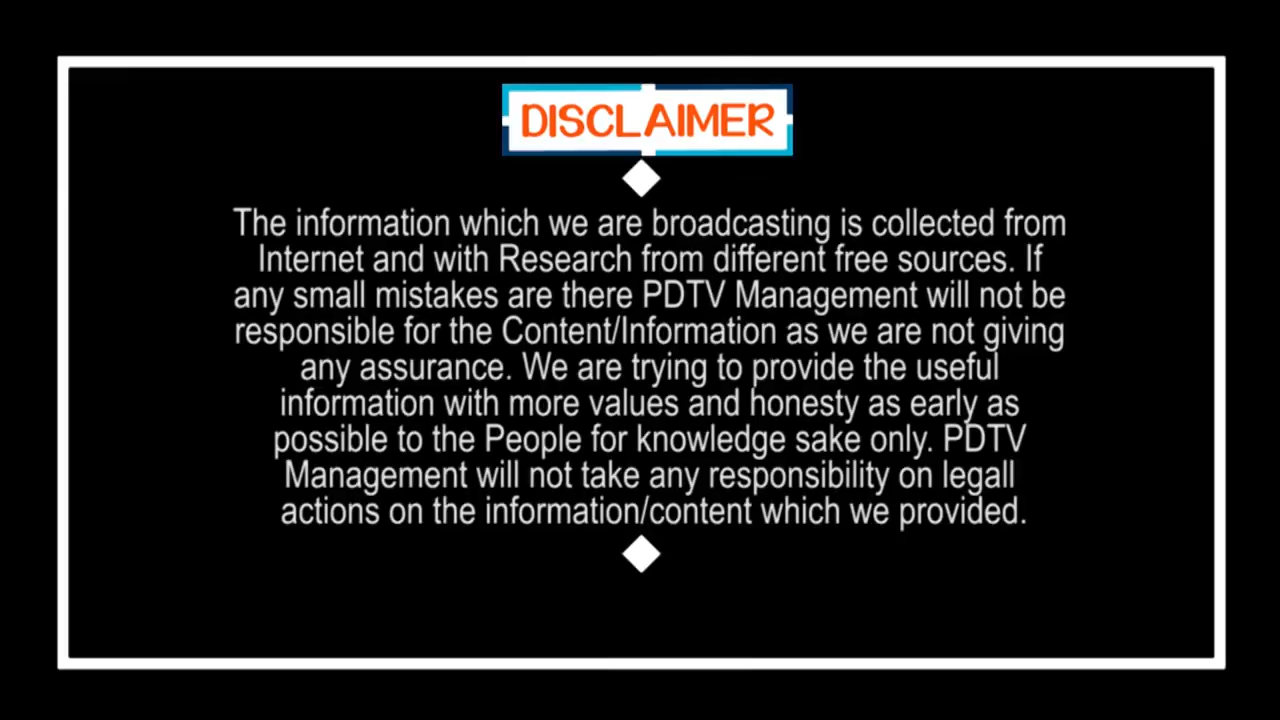 DISCLAIMER
The information which we are broadcasting is collected from
Internet and with Research from different free sources. If
any small mistakes are there PDTV Management will not be
responsible for the Content/Information as we are not giving
any assurance. We are trying to provide the useful
information with more values and honesty as early as
possible to the People for knowledge sake only. PDTV
Management will not take any responsibility on legall
actions on the information/content which we provided.